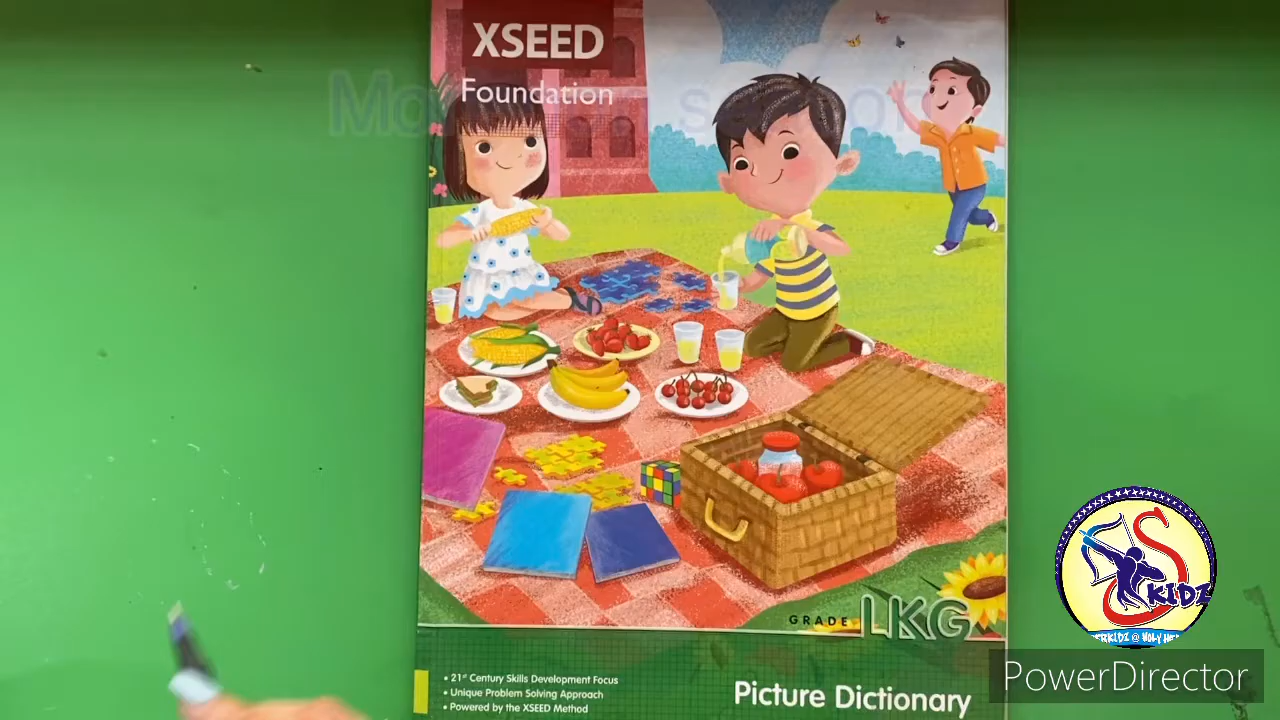 XSEED
Foundation
GRADE LKG
• 21st Century Skills Development Focus
• Unique Problem Solving Approach
• Powered by the XSEED Method
Picture Dictionary
S
KIDZ
PowerDirector